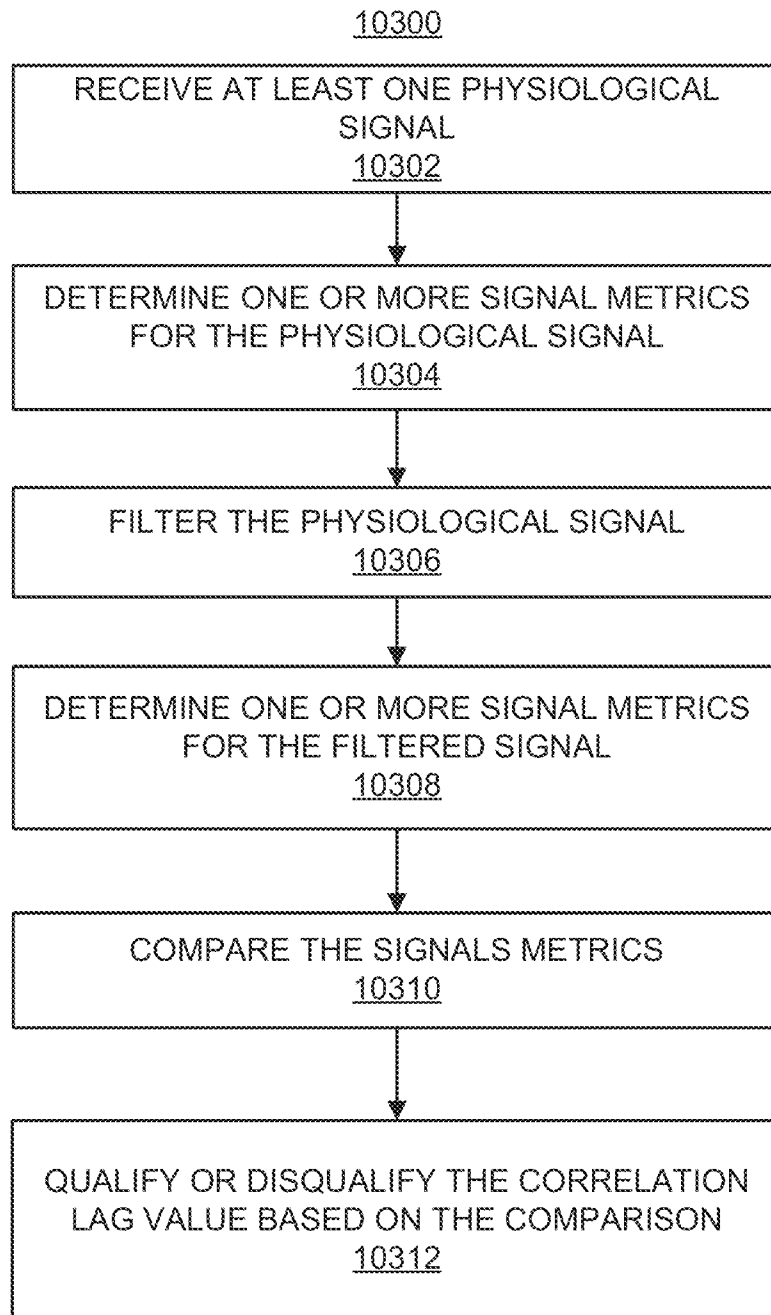 10300
RECEIVE AT LEAST ONE PHYSIOLOGICAL
SIGNAL
10302
DETERMINE ONE OR MORE SIGNAL METRICS
FOR THE PHYSIOLOGICAL SIGNAL
10304
FILTER THE PHYSIOLOGICAL SIGNAL
10306
DETERMINE ONE OR MORE SIGNAL METRICS
FOR THE FILTERED SIGNAL
10308
COMPARE THE SIGNALS METRICS
10310
QUALIFY OR DISQUALIFY THE CORRELATION
LAG VALUE BASED ON THE COMPARISON
10312